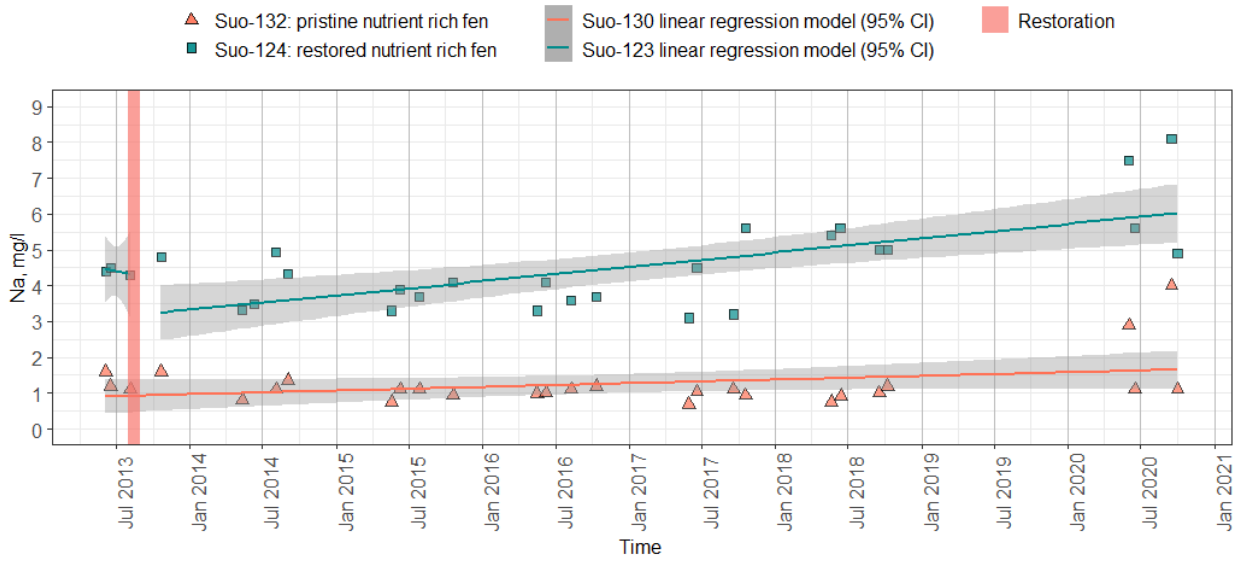 Suo-132: pristine nutrient rich fen Suo-130 linear regression model (95% CI) Restoration
Suo-124: restored nutrient rich fen Suo-123 linear regression model (95% CI)
9
8
7
6
5
4
3
2
1
0
Na, mg/l
Jul 2013
Jan 2014
Jul 2014
Jan 2015
Jul 2015
Jan 2016
Jul 2016
Jan 2017
Jul 2017
Jan 2018
Jul 2018
Jan 2019
Jul 2019
Jan 2020
Jul 2020
Jan 2021
Time